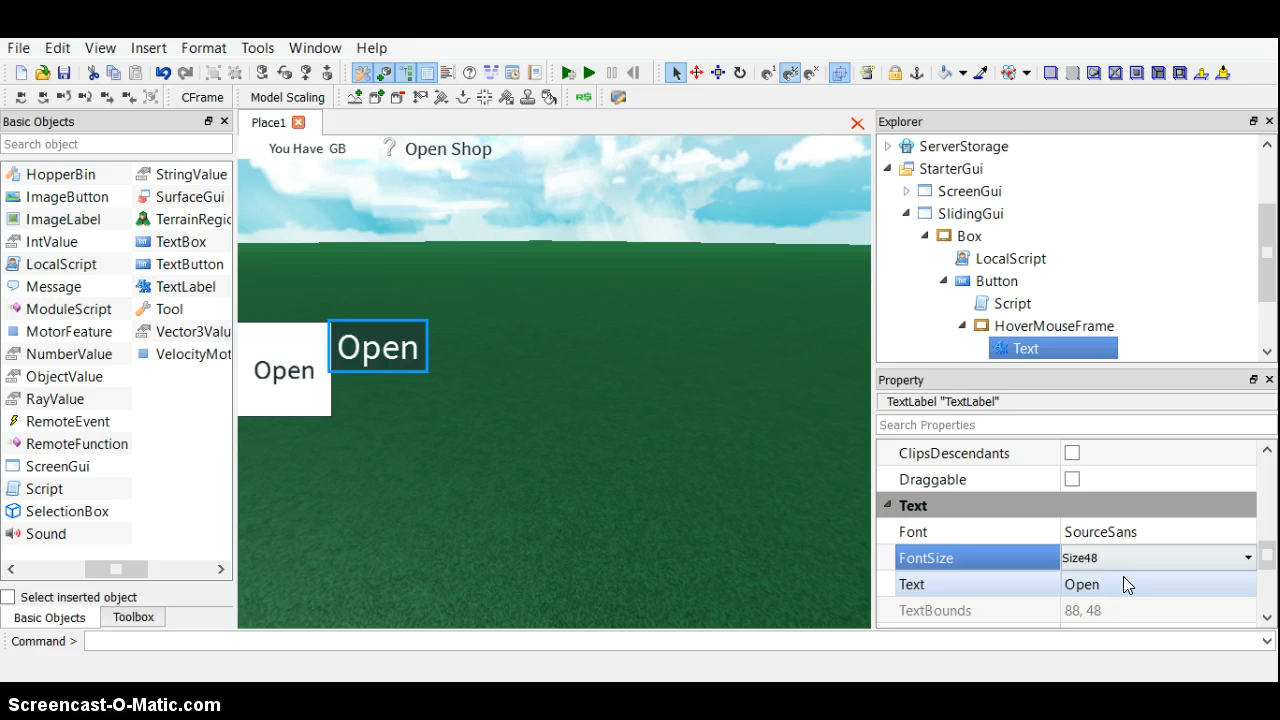 File Edit View Insert Format Tools Window Help
CFrame Model Scaling R$
Basic Objects
Search object
HopperBin
ImageButton
ImageLabel
IntValue
LocalScript
Message
ModuleScript
MotorFeature
NumberValue
ObjectValue
RayValue
RemoteEvent
RemoteFunction
ScreenGui
Script
SelectionBox
Sound
StringValue
SurfaceGui
TerrainRegic
TextBox
TextButton
TextLabel
Tool
Vector3Valu
VelocityMot
Select inserted object
Basic Objects Toolbox
Command >
Place1
You Have GB ? Open Shop
Open
Open
Explorer
ServerStorage
StarterGui
ScreenGui
SlidingGui
Box
LocalScript
Button
Script
HoverMouseFrame
Text
Property
TextLabel "TextLabel"
Search Properties
ClipsDescendants
Draggable
Text
Font SourceSans
FontSize Size48
Text Open
TextBounds 88, 48
Screencast-O-Matic.com